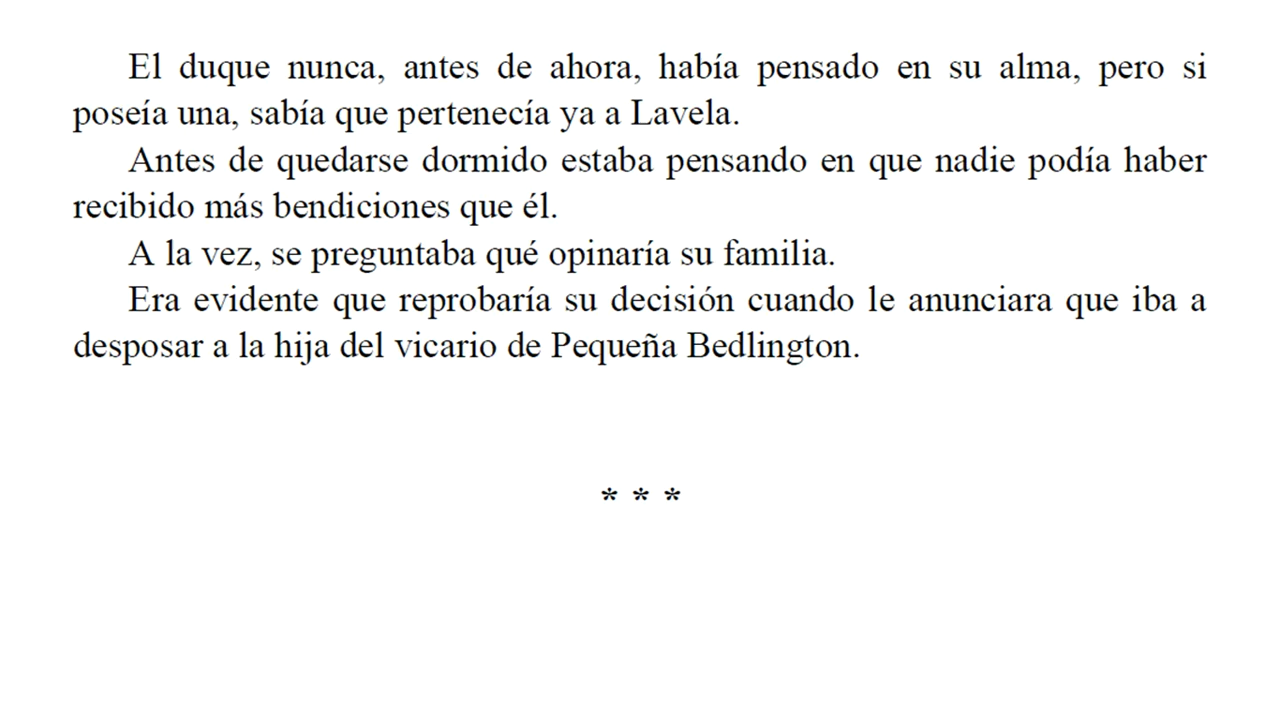 El duque nunca, antes de ahora, había pensado en su alma, pero si
poseía una, sabía que pertenecía ya a Lavela.
Antes de quedarse dormido estaba pensando en que nadie podía haber
recibido más bendiciones que él.
A la vez, se preguntaba qué opinaría su familia.
Era evidente que reprobaría su decisión cuando le anunciara que iba a
desposar a la hija del vicario de Pequeña Bedlington.
* * *